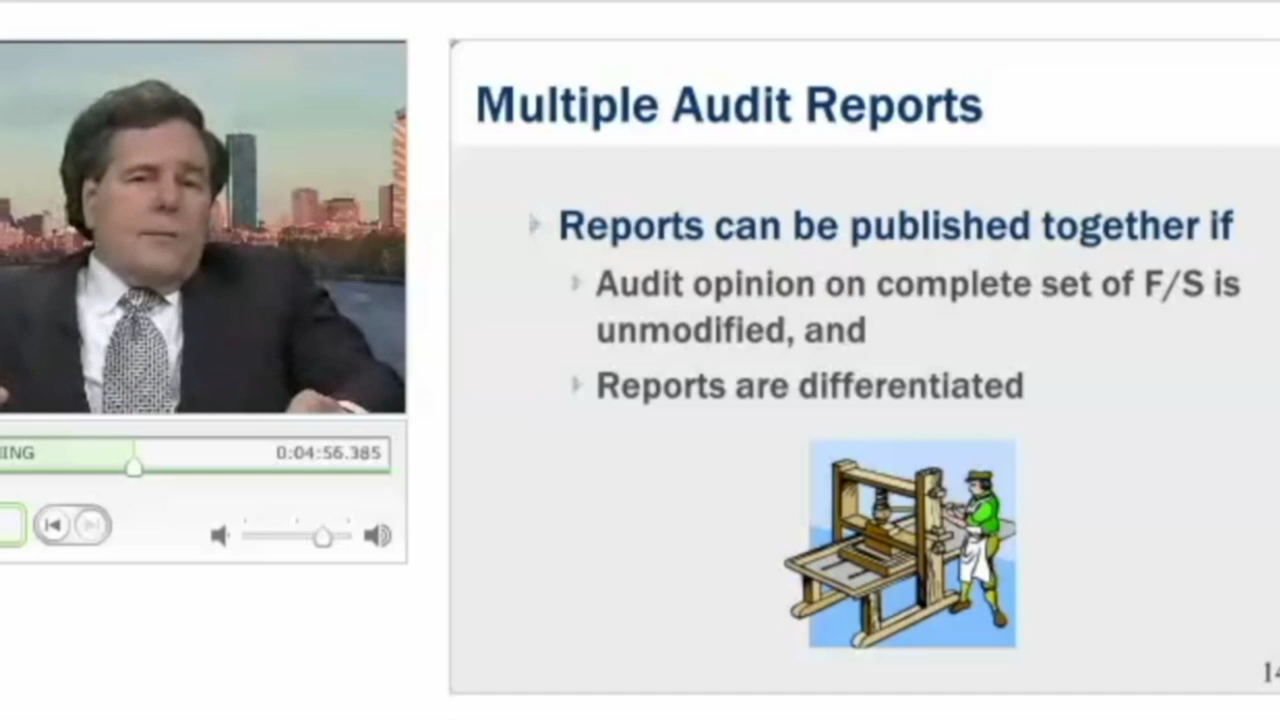 Multiple Audit Reports
Reports can be published together if
Audit opinion on complete set of F/S is
unmodified, and
Reports are differentiated
ING
0:04:56.385
14